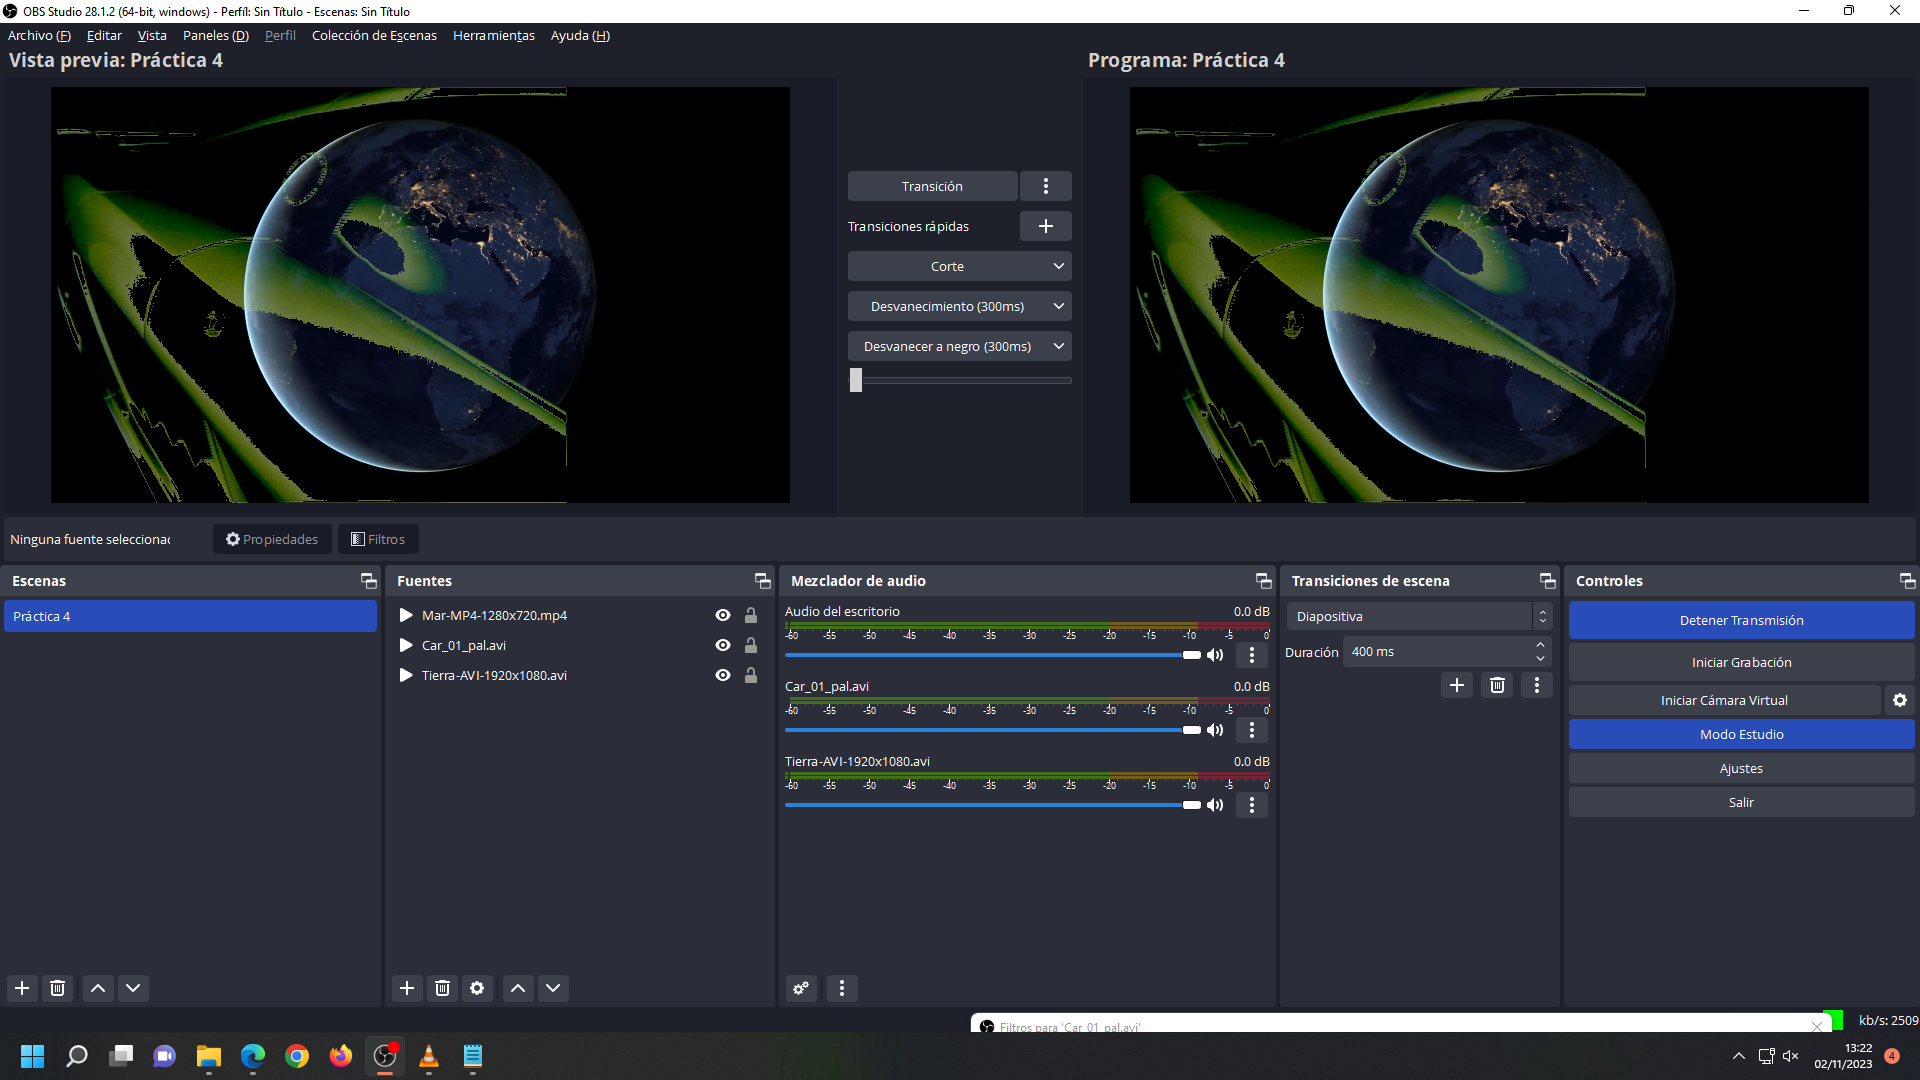 OBS Studio 28.1.2 (64-bit, windows) - Perfil: Sin Título - Escenas: Sin Título
Archivo (F) Editar Vista Paneles (D) Perfil Colección de Escenas Herramientas Ayuda (H)
Vista previa: Práctica 4
Programa: Práctica 4
Transición
Transiciones rápidas
Corte
Desvanecimiento (300ms)
Desvanecer a negro (300ms)
Ninguna fuente seleccionac
Propiedades
Filtros
Escenas
Práctica 4
Fuentes
Mar-MP4-1280x720.mp4
Car_01_pal.avi
Tierra-AVI-1920x1080.avi
Mezclador de audio
Audio del escritorio 0.0 dB
-60 -55 -50 -45 -40 -35 -30 -25 -20 -15 -10 -5 0
Car_01_pal.avi 0.0 dB
-60 -55 -50 -45 -40 -35 -30 -25 -20 -15 -10 -5 0
Tierra-AVI-1920x1080.avi 0.0 dB
-60 -55 -50 -45 -40 -35 -30 -25 -20 -15 -10 -5 0
Transiciones de escena
Diapositiva
Duración 400 ms
Controles
Detener Transmisión
Iniciar Grabación
Iniciar Cámara Virtual
Modo Estudio
Ajustes
Salir
Filtros para 'Car_01_pal.avi'
kb/s: 2509
13:22
02/11/2023
4